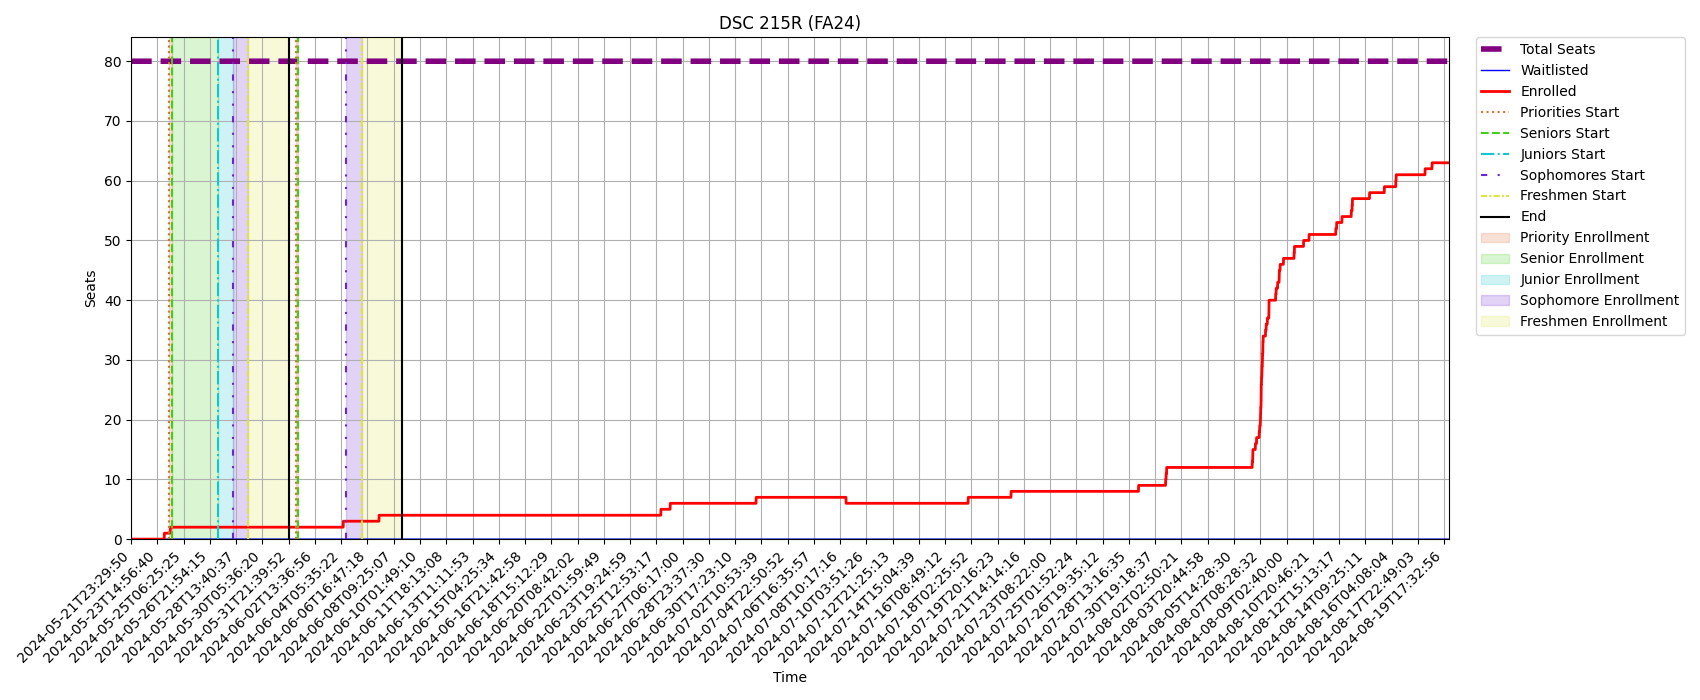 DSC 215R (FA24)
Seats
80
70
60
50
40
30
20
10
0
2024-05-21T23:29:50
2024-05-23T14:56:40
2024-05-25T06:25:25
2024-05-26T21:54:15
2024-05-28T13:40:37
2024-05-30T05:36:20
2024-05-31T21:39:52
2024-06-02T13:36:56
2024-06-04T05:35:22
2024-06-06T16:47:18
2024-06-08T09:25:07
2024-06-10T01:49:10
2024-06-11T18:13:08
2024-06-13T11:11:53
2024-06-15T04:25:34
2024-06-16T21:42:58
2024-06-18T15:12:29
2024-06-20T08:42:02
2024-06-22T01:59:49
2024-06-23T19:24:59
2024-06-25T12:53:17
2024-06-27T06:17:00
2024-06-28T23:37:30
2024-06-30T17:23:10
2024-07-02T10:53:39
2024-07-04T22:50:52
2024-07-06T16:35:57
2024-07-08T10:17:16
2024-07-10T03:51:26
2024-07-12T21:25:13
2024-07-14T15:04:39
2024-07-16T08:49:12
2024-07-18T02:25:52
2024-07-19T20:16:23
2024-07-21T14:14:16
2024-07-23T08:22:00
2024-07-25T01:52:24
2024-07-26T19:35:12
2024-07-28T13:16:35
2024-07-30T19:18:37
2024-08-02T02:50:21
2024-08-03T20:44:58
2024-08-05T14:28:30
2024-08-07T08:28:32
2024-08-09T02:40:00
2024-08-10T20:46:21
2024-08-12T15:13:17
2024-08-14T09:25:11
2024-08-16T04:08:04
2024-08-17T22:49:03
2024-08-19T17:32:56
Time
Total Seats
Waitlisted
Enrolled
Priorities Start
Seniors Start
Juniors Start
Sophomores Start
Freshmen Start
End
Priority Enrollment
Senior Enrollment
Junior Enrollment
Sophomore Enrollment
Freshmen Enrollment